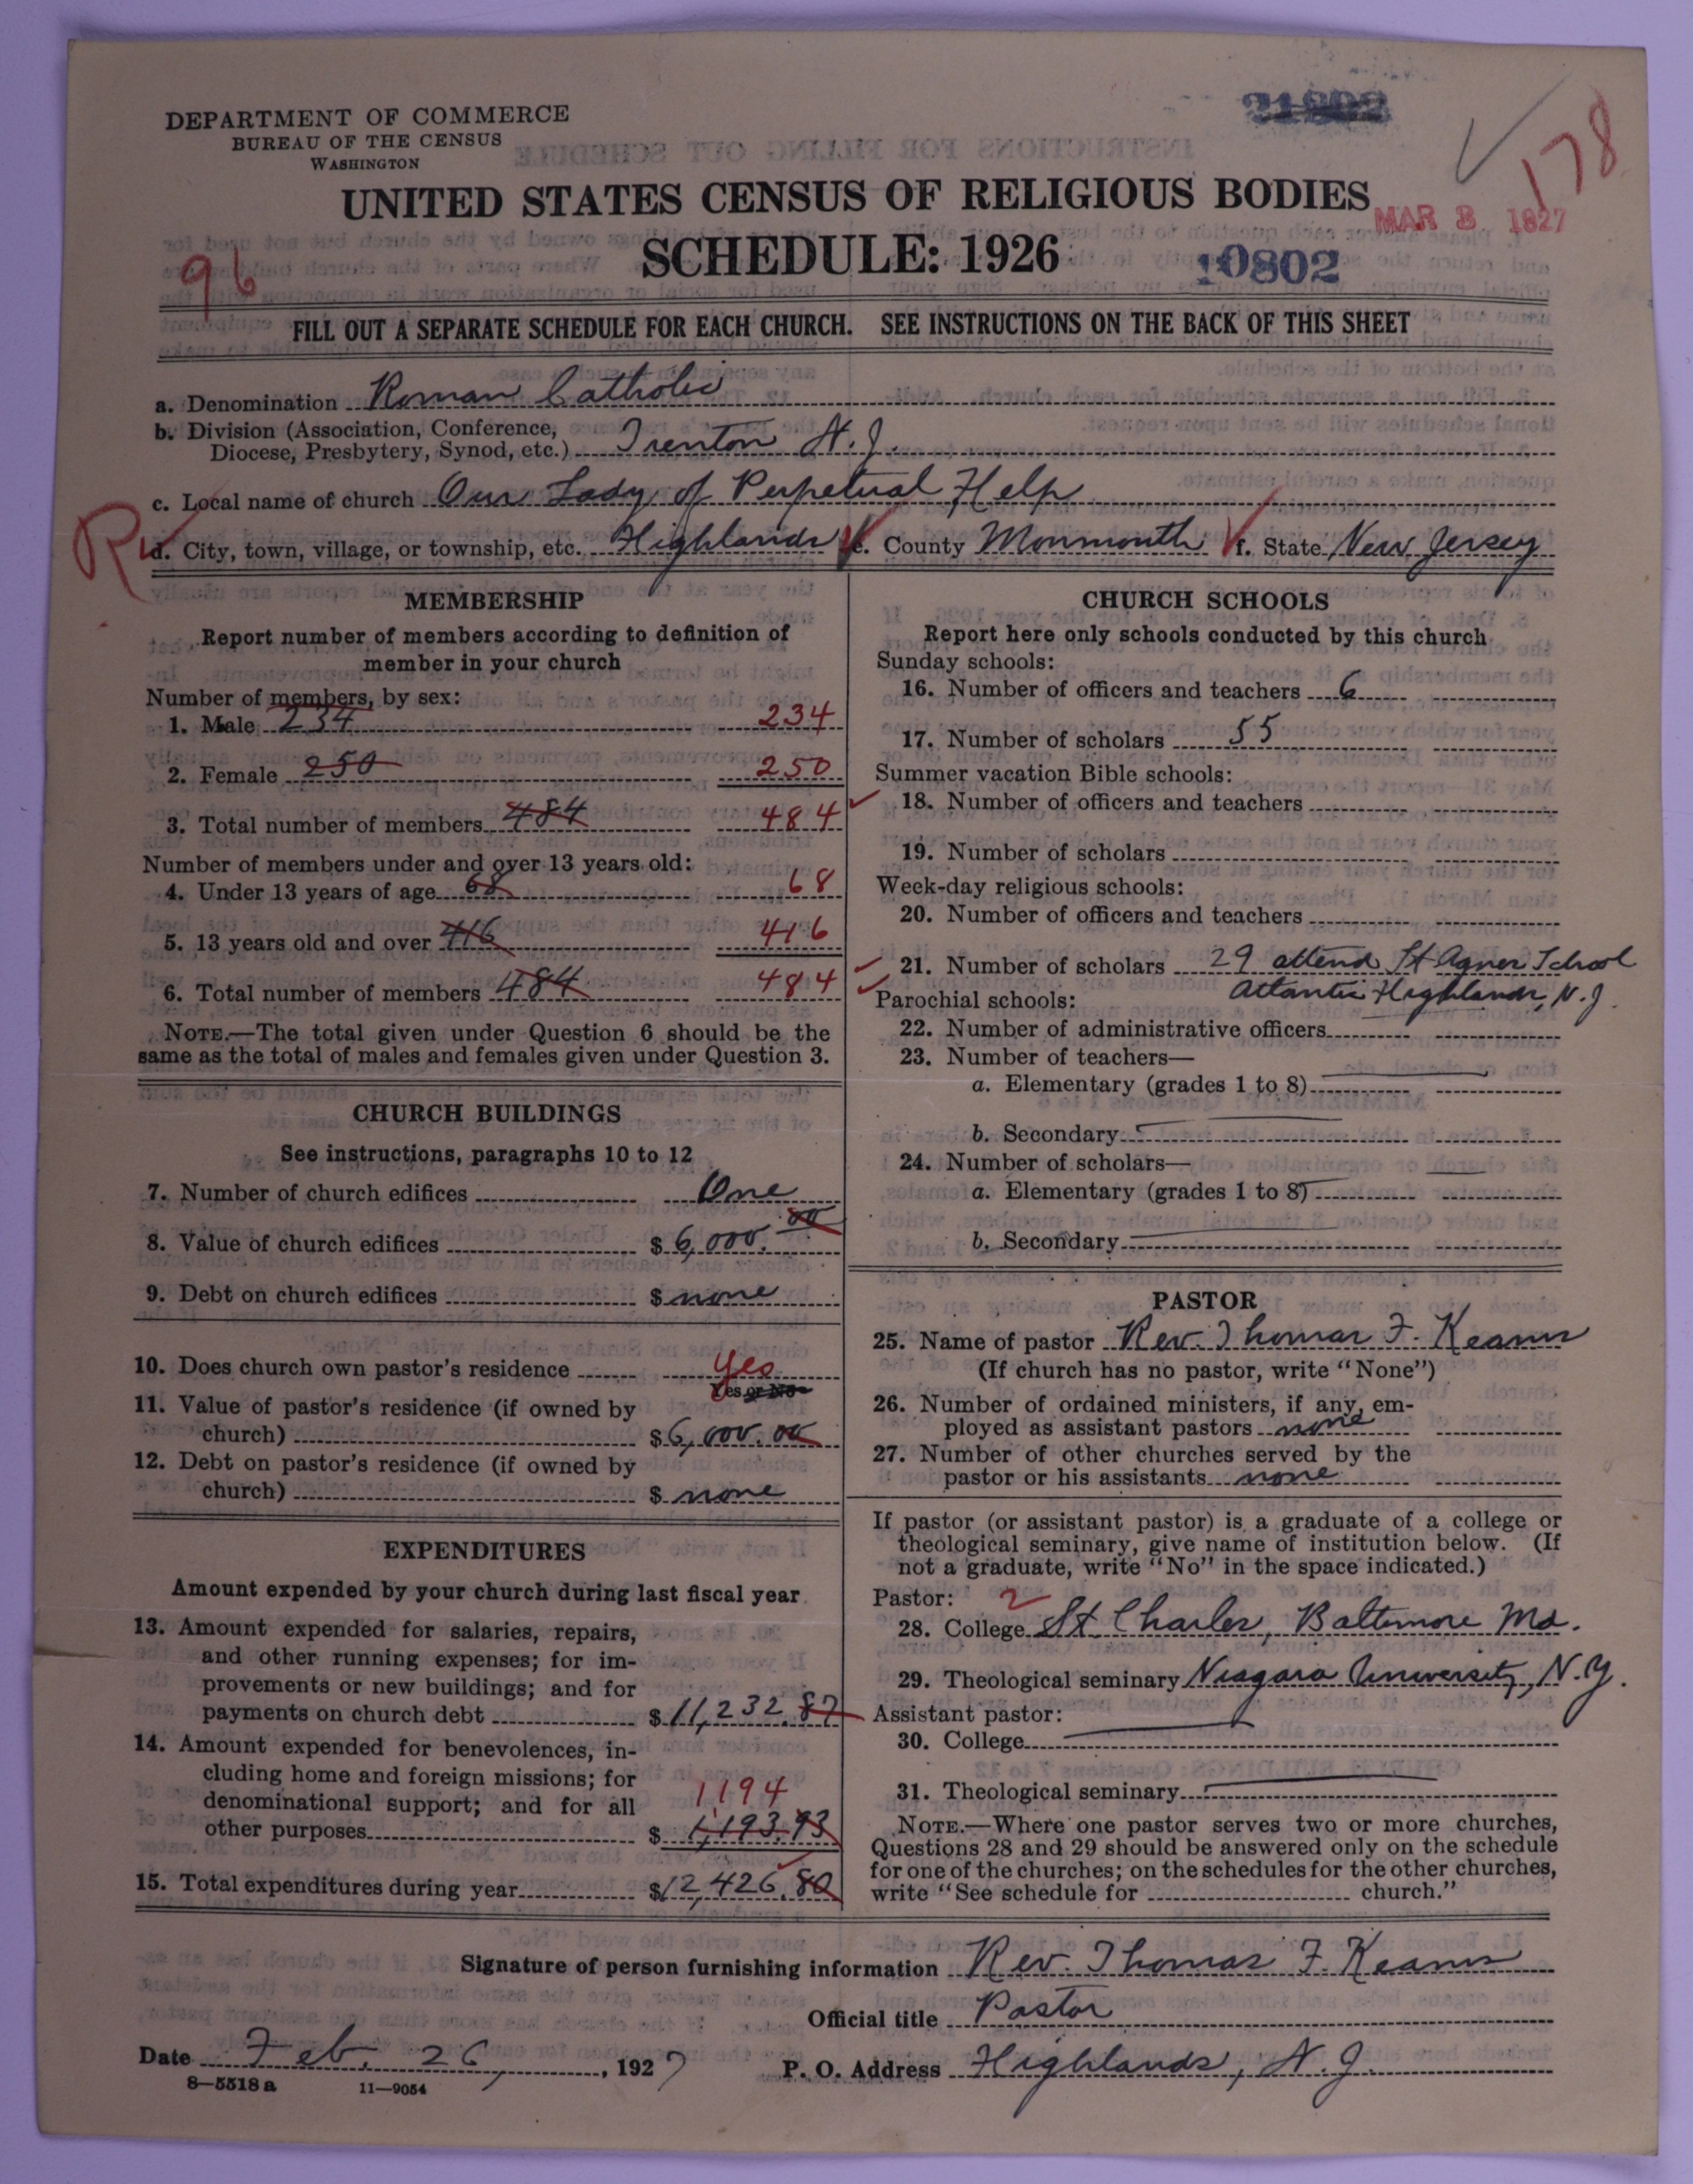 DEPARTMENT OF COMMERCE
BUREAU OF THE CENSUS
WASHINGTON
UNITED STATES CENSUS OF RELIGIOUS BODIES
SCHEDULE: 1926
178
MAR 3 1927
10802
96
FILL OUT A SEPARATE SCHEDULE FOR EACH CHURCH. SEE INSTRUCTIONS ON THE BACK OF THIS SHEET
a. Denomination Roman Catholic
b. Division (Association, Conference,
Diocese, Presbytery, Synod, etc.) Trenton N.J.
c. Local name of church Our Lady of Perpetual Help
d. City, town, village, or township, etc. Highlands e. County Monmouth f. State New Jersey
MEMBERSHIP
Report number of members according to definition of
member in your church
Number of members, by sex:
1. Male 234 234
2. Female 250 250
3. Total number of members 484 484
Number of members under and over 13 years old:
4. Under 13 years of age 68 68
5. 13 years old and over 416 416
6. Total number of members 484 484
NOTE.—The total given under Question 6 should be the
same as the total of males and females given under Question 3.
CHURCH BUILDINGS
See instructions, paragraphs 10 to 12
7. Number of church edifices One
8. Value of church edifices $ 6,000.00
9. Debt on church edifices $ none
10. Does church own pastor's residence yes
Yes or No
11. Value of pastor's residence (if owned by
church) $ 6,000.00
12. Debt on pastor's residence (if owned by
church) $ none
EXPENDITURES
Amount expended by your church during last fiscal year
13. Amount expended for salaries, repairs,
and other running expenses; for im-
provements or new buildings; and for
payments on church debt $ 11,232.87
14. Amount expended for benevolences, in-
cluding home and foreign missions; for
denominational support; and for all 1194
other purposes $ 1,193.93
15. Total expenditures during year $ 12,426.80
CHURCH SCHOOLS
Report here only schools conducted by this church
Sunday schools:
16. Number of officers and teachers 6
17. Number of scholars 55
Summer vacation Bible schools:
18. Number of officers and teachers
19. Number of scholars
Week-day religious schools:
20. Number of officers and teachers
21. Number of scholars 29 attend St Agnes School
Parochial schools: Atlantic Highlands, N.J.
22. Number of administrative officers
23. Number of teachers—
a. Elementary (grades 1 to 8)
b. Secondary
24. Number of scholars—
a. Elementary (grades 1 to 8)
b. Secondary
PASTOR
25. Name of pastor Rev. Thomas F. Kearns
(If church has no pastor, write "None")
26. Number of ordained ministers, if any, em-
ployed as assistant pastors none
27. Number of other churches served by the
pastor or his assistants none
If pastor (or assistant pastor) is a graduate of a college or
theological seminary, give name of institution below. (If
not a graduate, write "No" in the space indicated.)
Pastor: 2
28. College St Charles, Baltimore Md.
29. Theological seminary Niagara University, N.Y.
Assistant pastor:
30. College
31. Theological seminary
NOTE.—Where one pastor serves two or more churches,
Questions 28 and 29 should be answered only on the schedule
for one of the churches; on the schedules for the other churches,
write "See schedule for church."
Signature of person furnishing information Rev. Thomas F. Kearns
Official title Pastor
Date Feb. 26, 1927 P. O. Address Highlands, N.J.
8—5518 a 11—9054